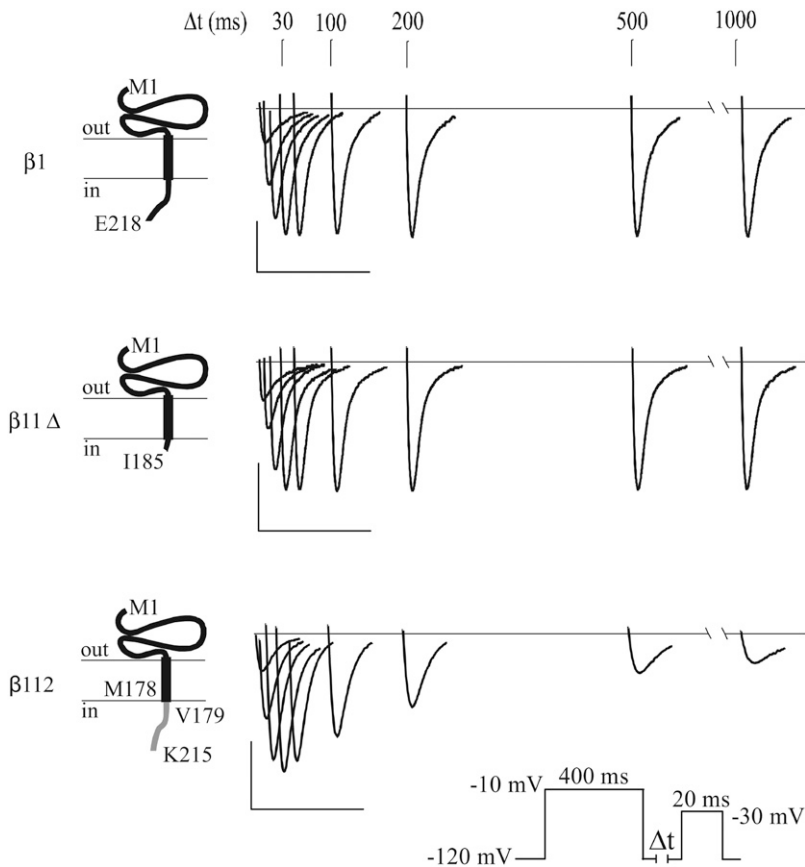 Δt (ms) 30 100 200 500 1000
M1
out
β1
in
E218
M1
out
β11 Δ
in
I185
M1
out
β112
M178
in
V179
K215
-10 mV 400 ms
20 ms
-30 mV
Δt
-120 mV